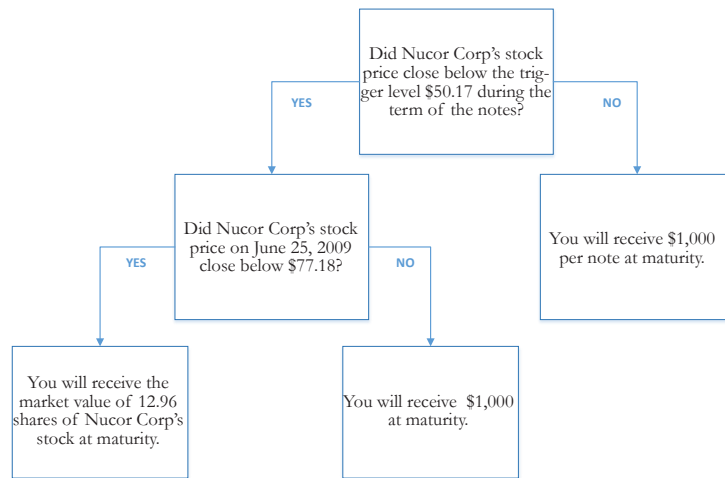 Did Nucor Corp's stock
price close below the trig-
ger level $50.17 during the
term of the notes?
YES
NO
Did Nucor Corp's stock
price on June 25, 2009
close below $77.18?
You will receive $1,000
per note at maturity.
YES
NO
You will receive the
market value of 12.96
shares of Nucor Corp's
stock at maturity.
You will receive $1,000
at maturity.